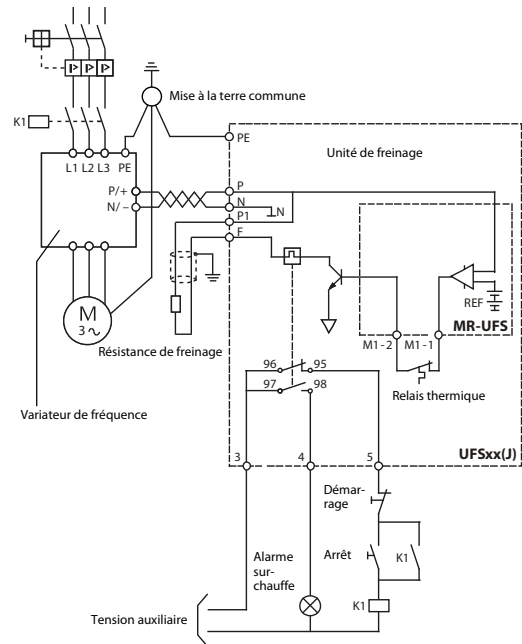 I> I> I>
K1
L1 L2 L3 PE
Mise à la terre commune
PE
Unité de freinage
P/+
N/–
P
N
N
P1
F
REF
MR-UFS
M1-2 M1-1
M
3 ~
Résistance de freinage
Relais thermique
Variateur de fréquence
96 95
97 98
UFSxx(J)
3 4 5
Démar-
rage
Arrêt
K1
Alarme
sur-
chauffe
K1
Tension auxiliaire